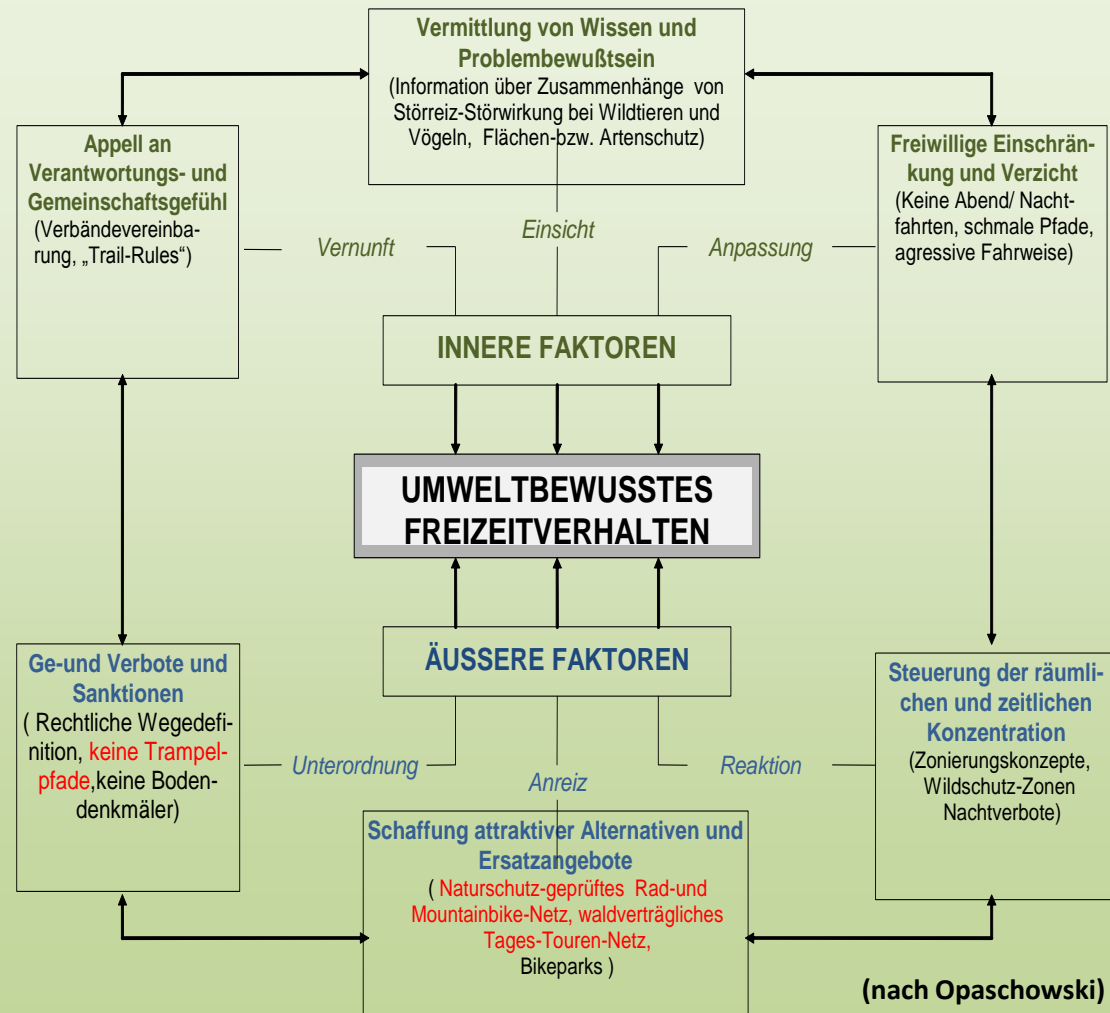 Vermittlung von Wissen und
Problembewußtsein
(Information über Zusammenhänge von
Störreiz-Störwirkung bei Wildtieren und
Vögeln, Flächen-bzw. Artenschutz)
Appell an
Verantwortungs- und
Gemeinschaftsgefühl
(Verbändevereinba-
rung, „Trail-Rules“)
Freiwillige Einschrän-
kung und Verzicht
(Keine Abend/ Nacht-
fahrten, schmale Pfade,
agressive Fahrweise)
Vernunft
Einsicht
Anpassung
INNERE FAKTOREN
UMWELTBEWUSSTES
FREIZEITVERHALTEN
ÄUSSERE FAKTOREN
Ge-und Verbote und
Sanktionen
( Rechtliche Wegedefi-
nition, keine Trampel-
pfade,keine Boden-
denkmäler)
Steuerung der räumli-
chen und zeitlichen
Konzentration
(Zonierungskonzepte,
Wildschutz-Zonen
Nachtverbote)
Unterordnung
Anreiz
Reaktion
Schaffung attraktiver Alternativen und
Ersatzangebote
( Naturschutz-geprüftes Rad-und
Mountainbike-Netz, waldverträgliches
Tages-Touren-Netz,
Bikeparks )
(nach Opaschowski)